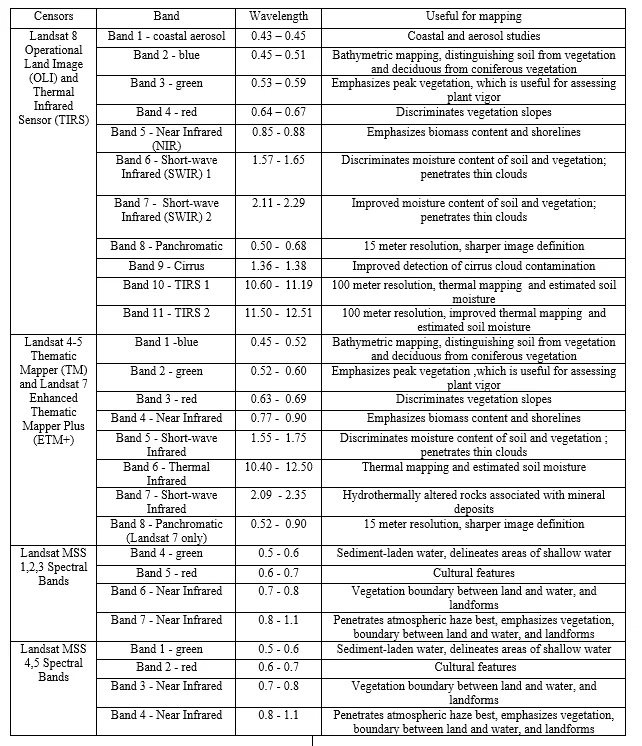 Censors Band Wavelength Useful for mapping
Landsat 8 Band 1 - coastal aerosol 0.43 – 0.45 Coastal and aerosol studies
Operational Band 2 - blue 0.45 – 0.51 Bathymetric mapping, distinguishing soil from vegetation
Land Image and deciduous from coniferous vegetation
(OLI) and Band 3 - green 0.53 – 0.59 Emphasizes peak vegetation, which is useful for assessing
Thermal plant vigor
Infrared Band 4 - red 0.64 – 0.67 Discriminates vegetation slopes
Sensor (TIRS)
Band 5 - Near Infrared 0.85 - 0.88 Emphasizes biomass content and shorelines
(NIR)
Band 6 - Short-wave 1.57 - 1.65 Discriminates moisture content of soil and vegetation;
Infrared (SWIR) 1 penetrates thin clouds
Band 7 - Short-wave 2.11 - 2.29 Improved moisture content of soil and vegetation;
Infrared (SWIR) 2 penetrates thin clouds
Band 8 - Panchromatic 0.50 - 0.68 15 meter resolution, sharper image definition
Band 9 - Cirrus 1.36 - 1.38 Improved detection of cirrus cloud contamination
Band 10 - TIRS 1 10.60 - 11.19 100 meter resolution, thermal mapping and estimated soil
moisture
Band 11 - TIRS 2 11.50 - 12.51 100 meter resolution, improved thermal mapping and
estimated soil moisture
Landsat 4-5 Band 1 -blue 0.45 - 0.52 Bathymetric mapping, distinguishing soil from vegetation
Thematic and deciduous from coniferous vegetation
Mapper (TM) Band 2 - green 0.52 - 0.60 Emphasizes peak vegetation ,which is useful for assessing
and Landsat 7 plant vigor
Enhanced Band 3 - red 0.63 - 0.69 Discriminates vegetation slopes
Thematic Band 4 - Near Infrared 0.77 - 0.90 Emphasizes biomass content and shorelines
Mapper Plus
(ETM+) Band 5 - Short-wave 1.55 - 1.75 Discriminates moisture content of soil and vegetation ;
Infrared penetrates thin clouds
Band 6 - Thermal 10.40 - 12.50 Thermal mapping and estimated soil moisture
Infrared
Band 7 - Short-wave 2.09 - 2.35 Hydrothermally altered rocks associated with mineral
Infrared deposits
Band 8 - Panchromatic 0.52 - 0.90 15 meter resolution, sharper image definition
(Landsat 7 only)
Landsat MSS Band 4 - green 0.5 - 0.6 Sediment-laden water, delineates areas of shallow water
1,2,3 Spectral Band 5 - red 0.6 - 0.7 Cultural features
Bands Band 6 - Near Infrared 0.7 - 0.8 Vegetation boundary between land and water, and
landforms
Band 7 - Near Infrared 0.8 - 1.1 Penetrates atmospheric haze best, emphasizes vegetation,
boundary between land and water, and landforms
Landsat MSS Band 1 - green 0.5 - 0.6 Sediment-laden water, delineates areas of shallow water
4,5 Spectral Band 2 - red 0.6 - 0.7 Cultural features
Bands Band 3 - Near Infrared 0.7 - 0.8 Vegetation boundary between land and water, and
landforms
Band 4 - Near Infrared 0.8 - 1.1 Penetrates atmospheric haze best, emphasizes vegetation,
boundary between land and water, and landforms